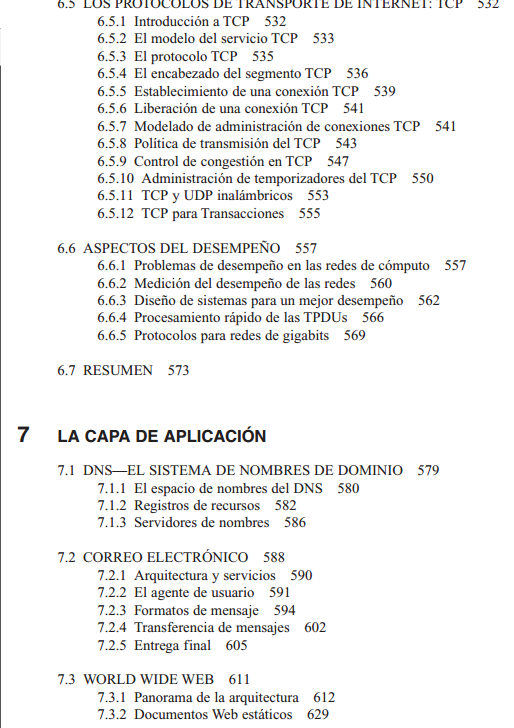 6.5 LOS PROTOCOLOS DE TRANSPORTE DE INTERNET: TCP 532
6.5.1 Introducción a TCP 532
6.5.2 El modelo del servicio TCP 533
6.5.3 El protocolo TCP 535
6.5.4 El encabezado del segmento TCP 536
6.5.5 Establecimiento de una conexión TCP 539
6.5.6 Liberación de una conexión TCP 541
6.5.7 Modelado de administración de conexiones TCP 541
6.5.8 Política de transmisión del TCP 543
6.5.9 Control de congestión en TCP 547
6.5.10 Administración de temporizadores del TCP 550
6.5.11 TCP y UDP inalámbricos 553
6.5.12 TCP para Transacciones 555
6.6 ASPECTOS DEL DESEMPEÑO 557
6.6.1 Problemas de desempeño en las redes de cómputo 557
6.6.2 Medición del desempeño de las redes 560
6.6.3 Diseño de sistemas para un mejor desempeño 562
6.6.4 Procesamiento rápido de las TPDUs 566
6.6.5 Protocolos para redes de gigabits 569
6.7 RESUMEN 573
7 LA CAPA DE APLICACIÓN
7.1 DNS—EL SISTEMA DE NOMBRES DE DOMINIO 579
7.1.1 El espacio de nombres del DNS 580
7.1.2 Registros de recursos 582
7.1.3 Servidores de nombres 586
7.2 CORREO ELECTRÓNICO 588
7.2.1 Arquitectura y servicios 590
7.2.2 El agente de usuario 591
7.2.3 Formatos de mensaje 594
7.2.4 Transferencia de mensajes 602
7.2.5 Entrega final 605
7.3 WORLD WIDE WEB 611
7.3.1 Panorama de la arquitectura 612
7.3.2 Documentos Web estáticos 629